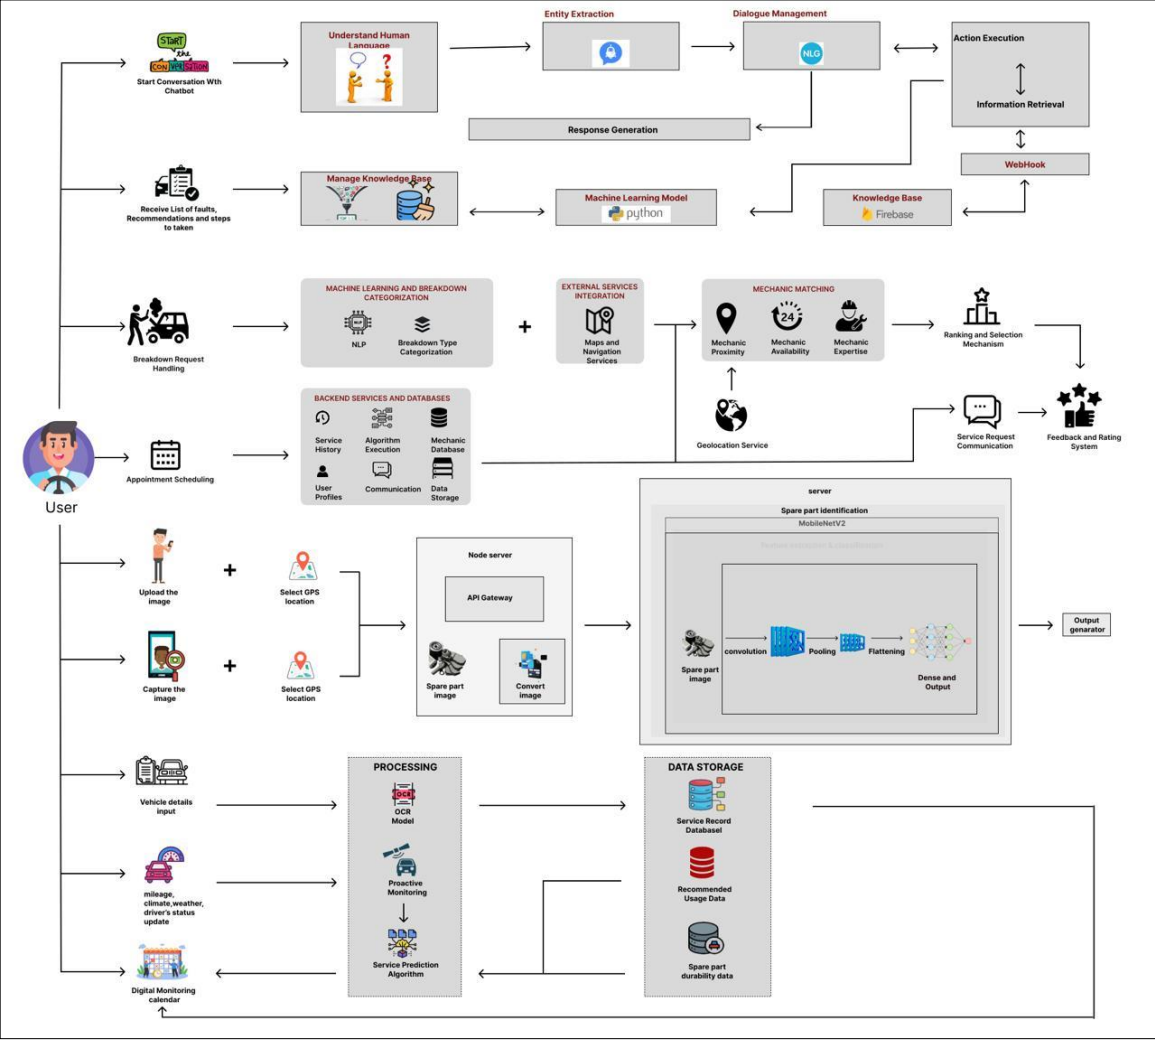 Entity Extraction
Dialogue Management
START
the
CONVERSATION
Start Conversation Wth
Chatbot
Understand Human
Language
NLG
Action Execution
Information Retrieval
Response Generation
WebHook
Receive List of faults,
Recommendations and steps
to taken
Manage Knowledge Base
Machine Learning Model
python
Knowledge Base
Firebase
Breakdown Request
Handling
MACHINE LEARNING AND BREAKDOWN
CATEGORIZATION
NLP
NLP
Breakdown Type
Categorization
+
EXTERNAL SERVICES
INTEGRATION
Maps and
Navigation
Services
MECHANIC MATCHING
Mechanic
Proximity
24
Mechanic
Availability
Mechanic
Expertise
Ranking and Selection
Mechanism
Geolocation Service
Service Request
Communication
Feedback and Rating
System
User
Appointment Scheduling
BACKEND SERVICES AND DATABASES
Service
History
Algorithm
Execution
Mechanic
Database
User
Profiles
Communication
Data
Storage
Upload the
image
+
Select GPS
location
Capture the
image
+
Select GPS
location
Node server
API Gateway
Spare part
image
Convert
image
server
Spare part identification
MobileNetV2
Spare part
image
convolution
Pooling
Flattening
Dense and
Output
Output
genarator
Vehicle details
input
mileage,
climate,weather,
driver's status
update
Digital Monitoring
calendar
PROCESSING
OCR
OCR
Model
Proactive
Monitoring
Service Prediction
Algorithm
DATA STORAGE
Service Record
Databasel
Recommended
Usage Data
Spare part
durability data